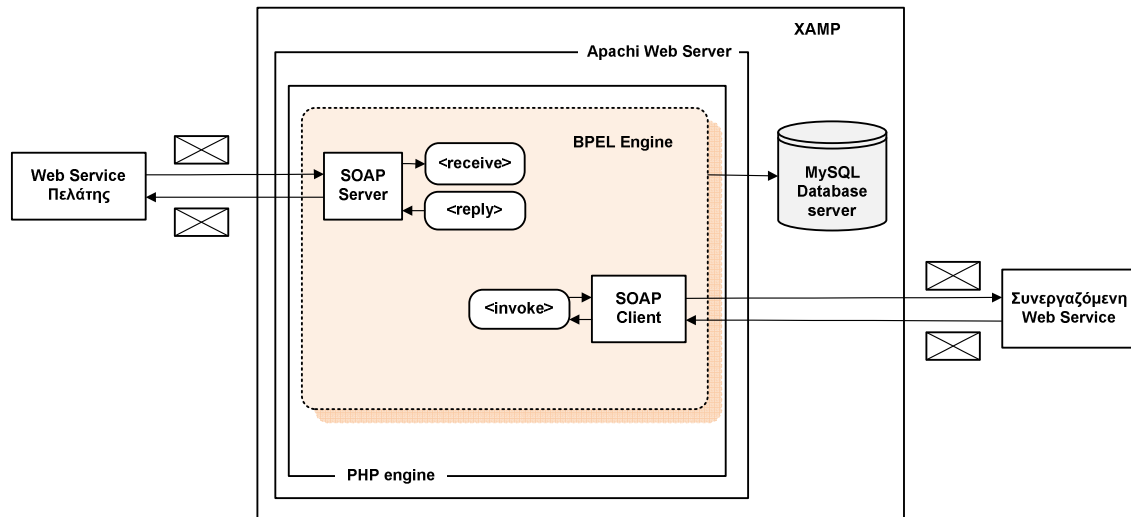 XAMP
Apachi Web Server
BPEL Engine
Web Service
Πελάτης
SOAP
Server
<receive>
<reply>
MySQL
Database
server
<invoke>
SOAP
Client
Συνεργαζόμενη
Web Service
PHP engine